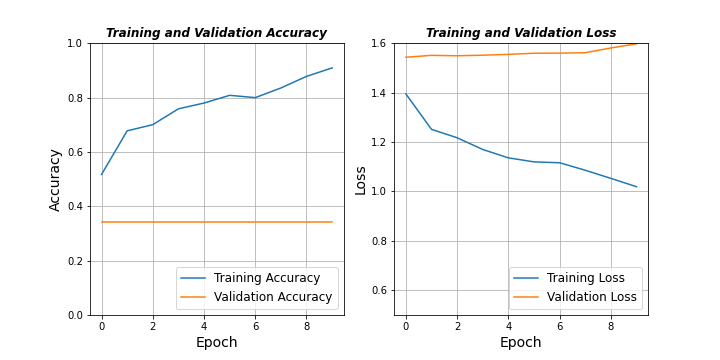 Training and Validation Accuracy
1.0
0.8
0.6
0.4
0.2
0.0
Accuracy
0 2 4 6 8
Epoch
Training Accuracy
Validation Accuracy
Training and Validation Loss
1.6
1.4
1.2
1.0
0.8
0.6
Loss
0 2 4 6 8
Epoch
Training Loss
Validation Loss